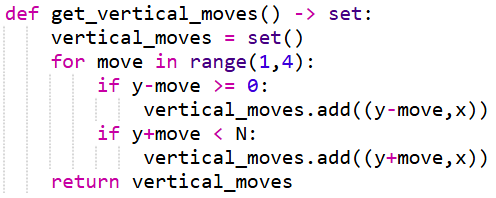 def get_vertical_moves() -> set:
    vertical_moves = set()
    for move in range(1,4):
        if y-move >= 0:
            vertical_moves.add((y-move,x))
        if y+move < N:
            vertical_moves.add((y+move,x))
    return vertical_moves